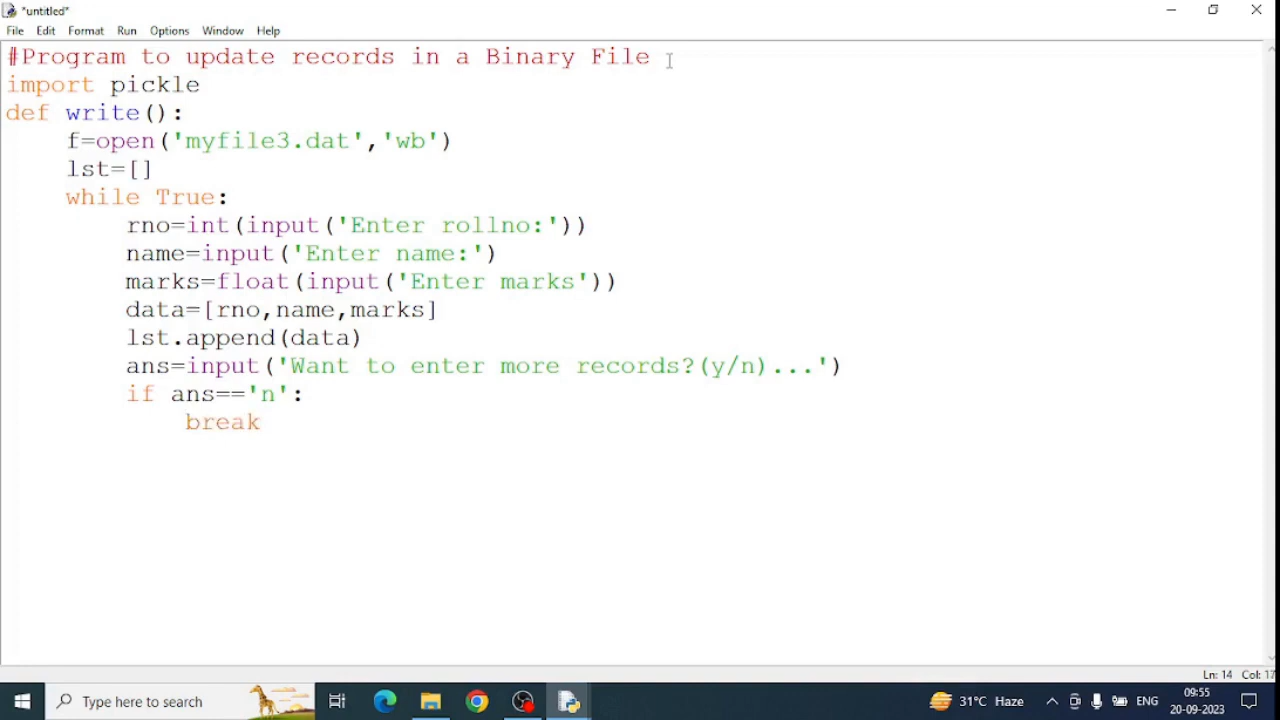 *untitled*
File Edit Format Run Options Window Help
#Program to update records in a Binary File
import pickle
def write():
    f=open('myfile3.dat','wb')
    lst=[]
    while True:
        rno=int(input('Enter rollno:'))
        name=input('Enter name:')
        marks=float(input('Enter marks'))
        data=[rno,name,marks]
        lst.append(data)
        ans=input('Want to enter more records?(y/n)...')
        if ans=='n':
            break
Ln: 14 Col: 17
Type here to search
31°C Haze
ENG
09:55
20-09-2023